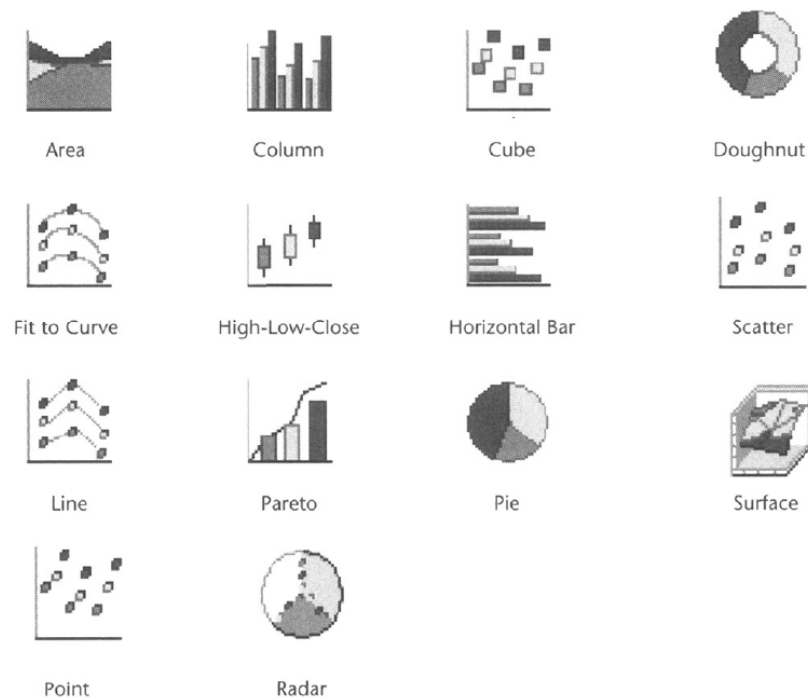 Area
Column
Cube
Doughnut
Fit to Curve
High-Low-Close
Horizontal Bar
Scatter
Line
Pareto
Pie
Surface
Point
Radar